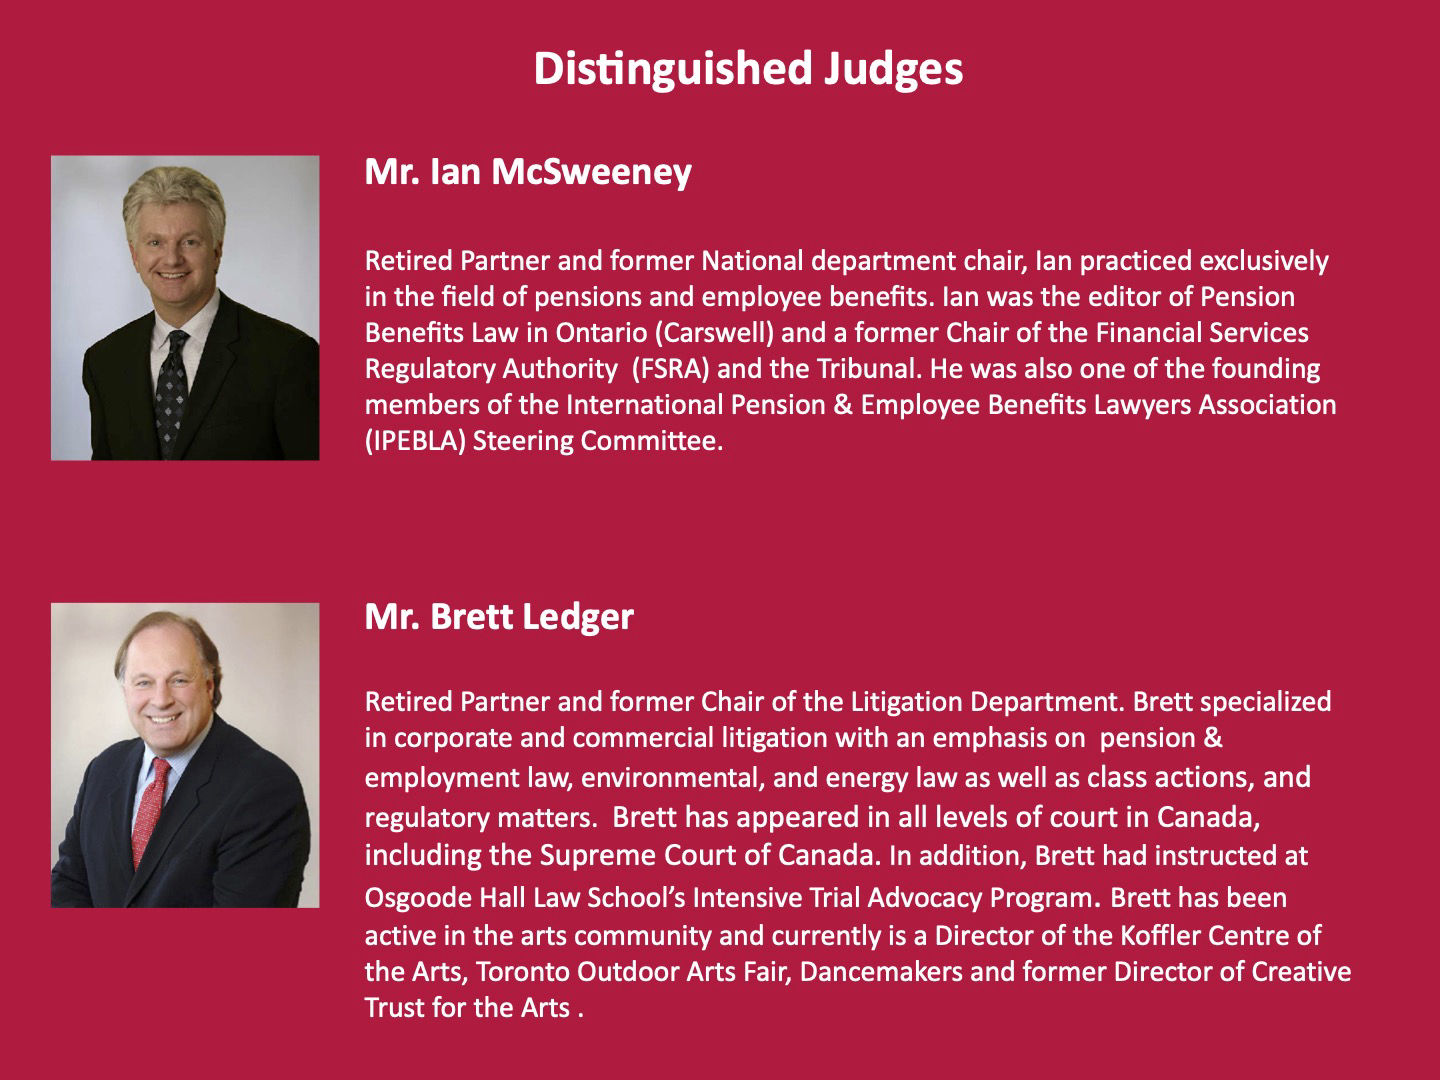 Distinguished Judges
Mr. Ian McSweeney
Retired Partner and former National department chair, Ian practiced exclusively
in the field of pensions and employee benefits. Ian was the editor of Pension
Benefits Law in Ontario (Carswell) and a former Chair of the Financial Services
Regulatory Authority  (FSRA) and the Tribunal. He was also one of the founding
members of the International Pension & Employee Benefits Lawyers Association
(IPEBLA) Steering Committee.
Mr. Brett Ledger
Retired Partner and former Chair of the Litigation Department. Brett specialized
in corporate and commercial litigation with an emphasis on  pension &
employment law, environmental, and energy law as well as class actions, and
regulatory matters.  Brett has appeared in all levels of court in Canada,
including the Supreme Court of Canada. In addition, Brett had instructed at
Osgoode Hall Law School’s Intensive Trial Advocacy Program. Brett has been
active in the arts community and currently is a Director of the Koffler Centre of
the Arts, Toronto Outdoor Arts Fair, Dancemakers and former Director of Creative
Trust for the Arts .